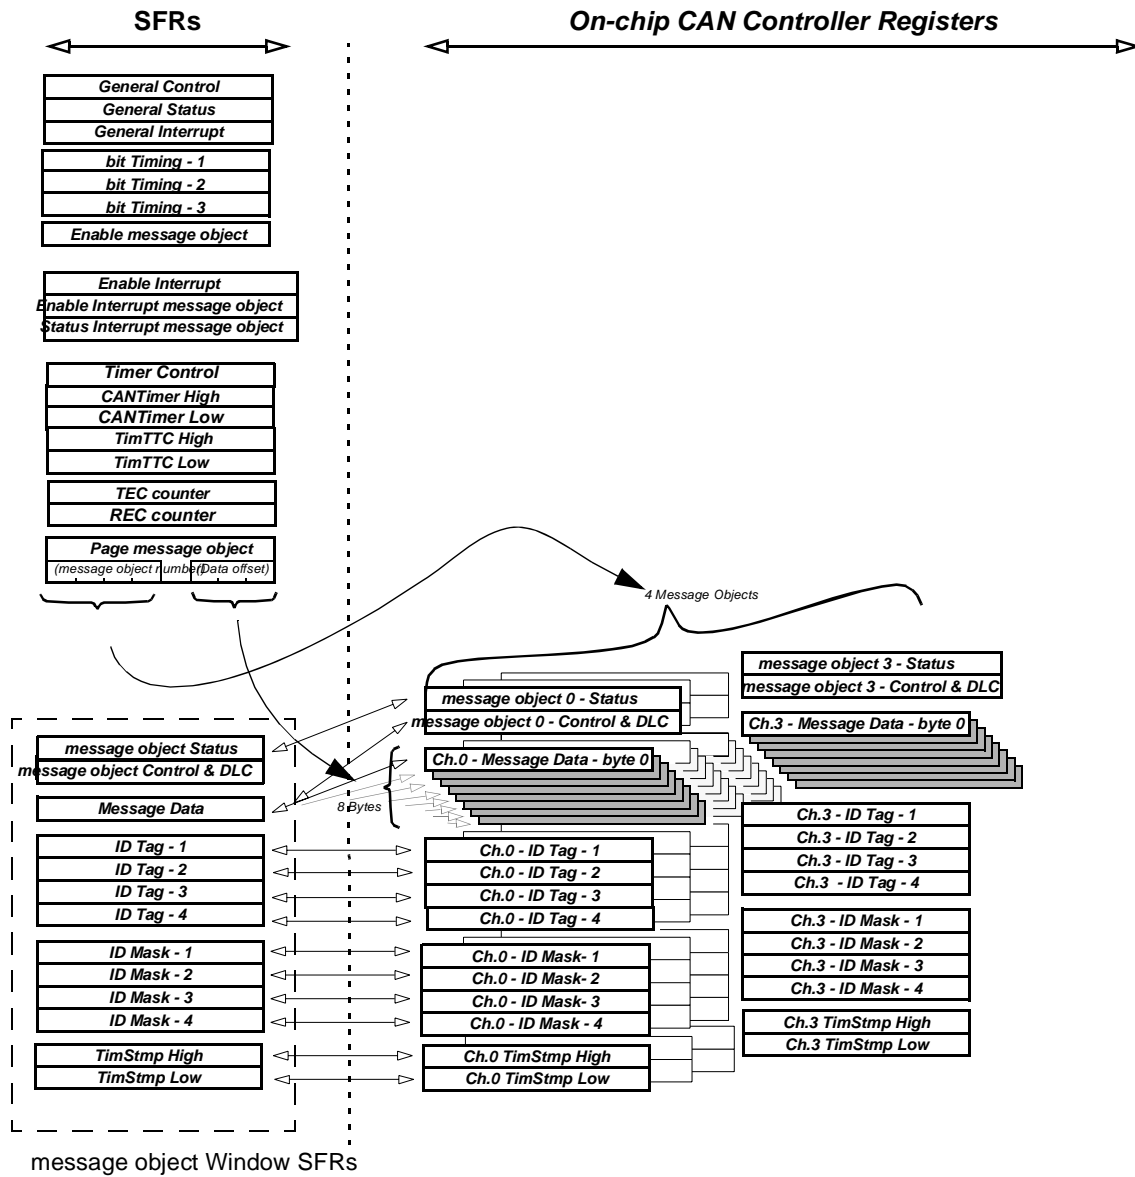 SFRs
On-chip CAN Controller Registers
General Control
General Status
General Interrupt
bit Timing - 1
bit Timing - 2
bit Timing - 3
Enable message object
Enable Interrupt
Enable Interrupt message object
Status Interrupt message object
Timer Control
CANTimer High
CANTimer Low
TimTTC High
TimTTC Low
TEC counter
REC counter
Page message object
(message object number)
(Data offset)
4 Message Objects
message object Status
message object Control & DLC
Message Data
ID Tag - 1
ID Tag - 2
ID Tag - 3
ID Tag - 4
ID Mask - 1
ID Mask - 2
ID Mask - 3
ID Mask - 4
TimStmp High
TimStmp Low
message object Window SFRs
8 Bytes
message object 0 - Status
message object 0 - Control & DLC
Ch.0 - Message Data - byte 0
Ch.0 - ID Tag - 1
Ch.0 - ID Tag - 2
Ch.0 - ID Tag - 3
Ch.0 - ID Tag - 4
Ch.0 - ID Mask- 1
Ch.0 - ID Mask- 2
Ch.0 - ID Mask- 3
Ch.0 - ID Mask - 4
Ch.0 TimStmp High
Ch.0 TimStmp Low
message object 3 - Status
message object 3 - Control & DLC
Ch.3 - Message Data - byte 0
Ch.3 - ID Tag - 1
Ch.3 - ID Tag - 2
Ch.3 - ID Tag - 3
Ch.3 - ID Tag - 4
Ch.3 - ID Mask - 1
Ch.3 - ID Mask - 2
Ch.3 - ID Mask - 3
Ch.3 - ID Mask - 4
Ch.3 TimStmp High
Ch.3 TimStmp Low